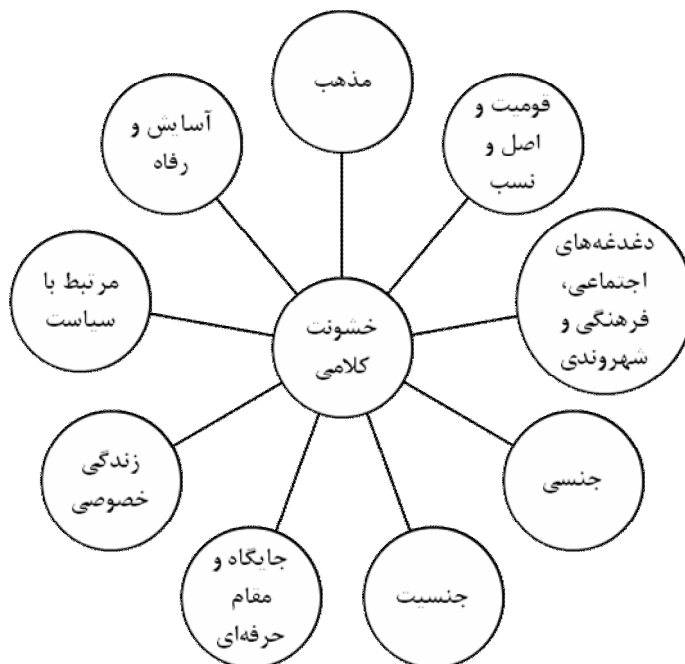 مذهب
قومیت و
اصل و
نسب
دغدغه‌های
اجتماعی،
فرهنگی و
شهروندی
جنسی
جنسیت
جایگاه و
مقام
حرفه‌ای
زندگی
خصوصی
مرتبط با
سیاست
آسایش و
رفاه
خشونت
کلامی